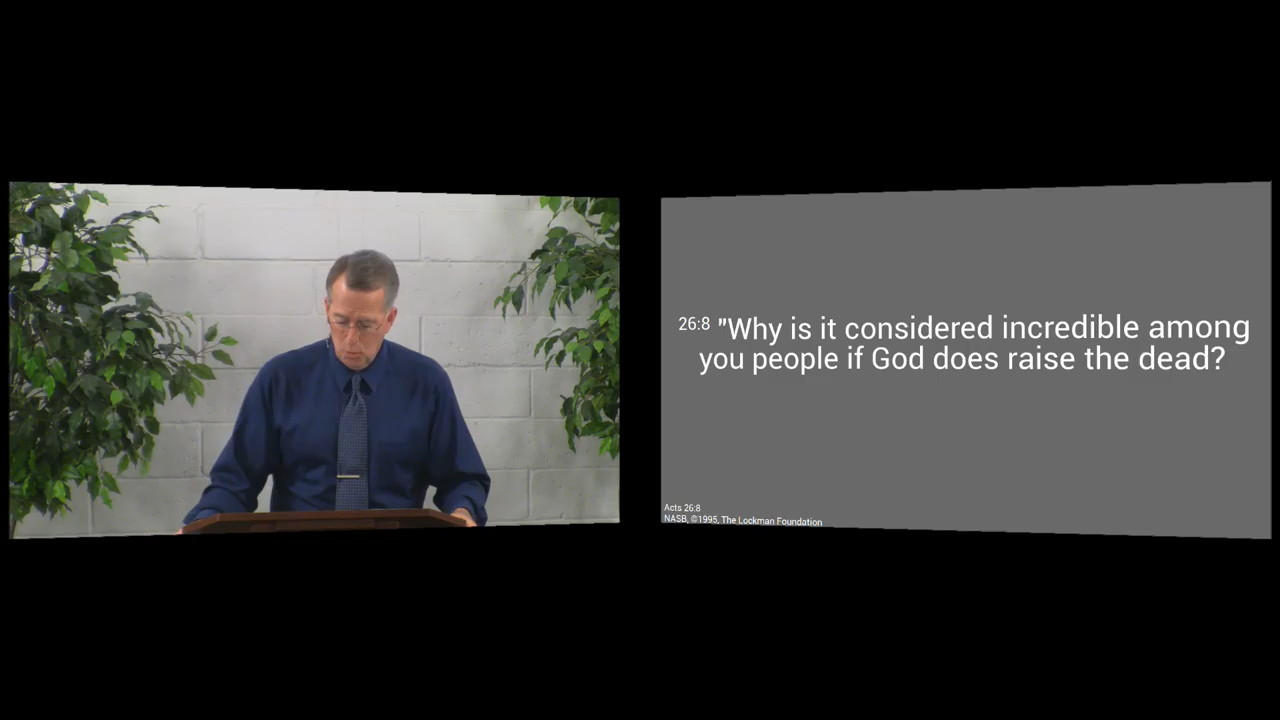 26:8 "Why is it considered incredible among
you people if God does raise the dead?
Acts 26:8
NASB, ©1995, The Lockman Foundation